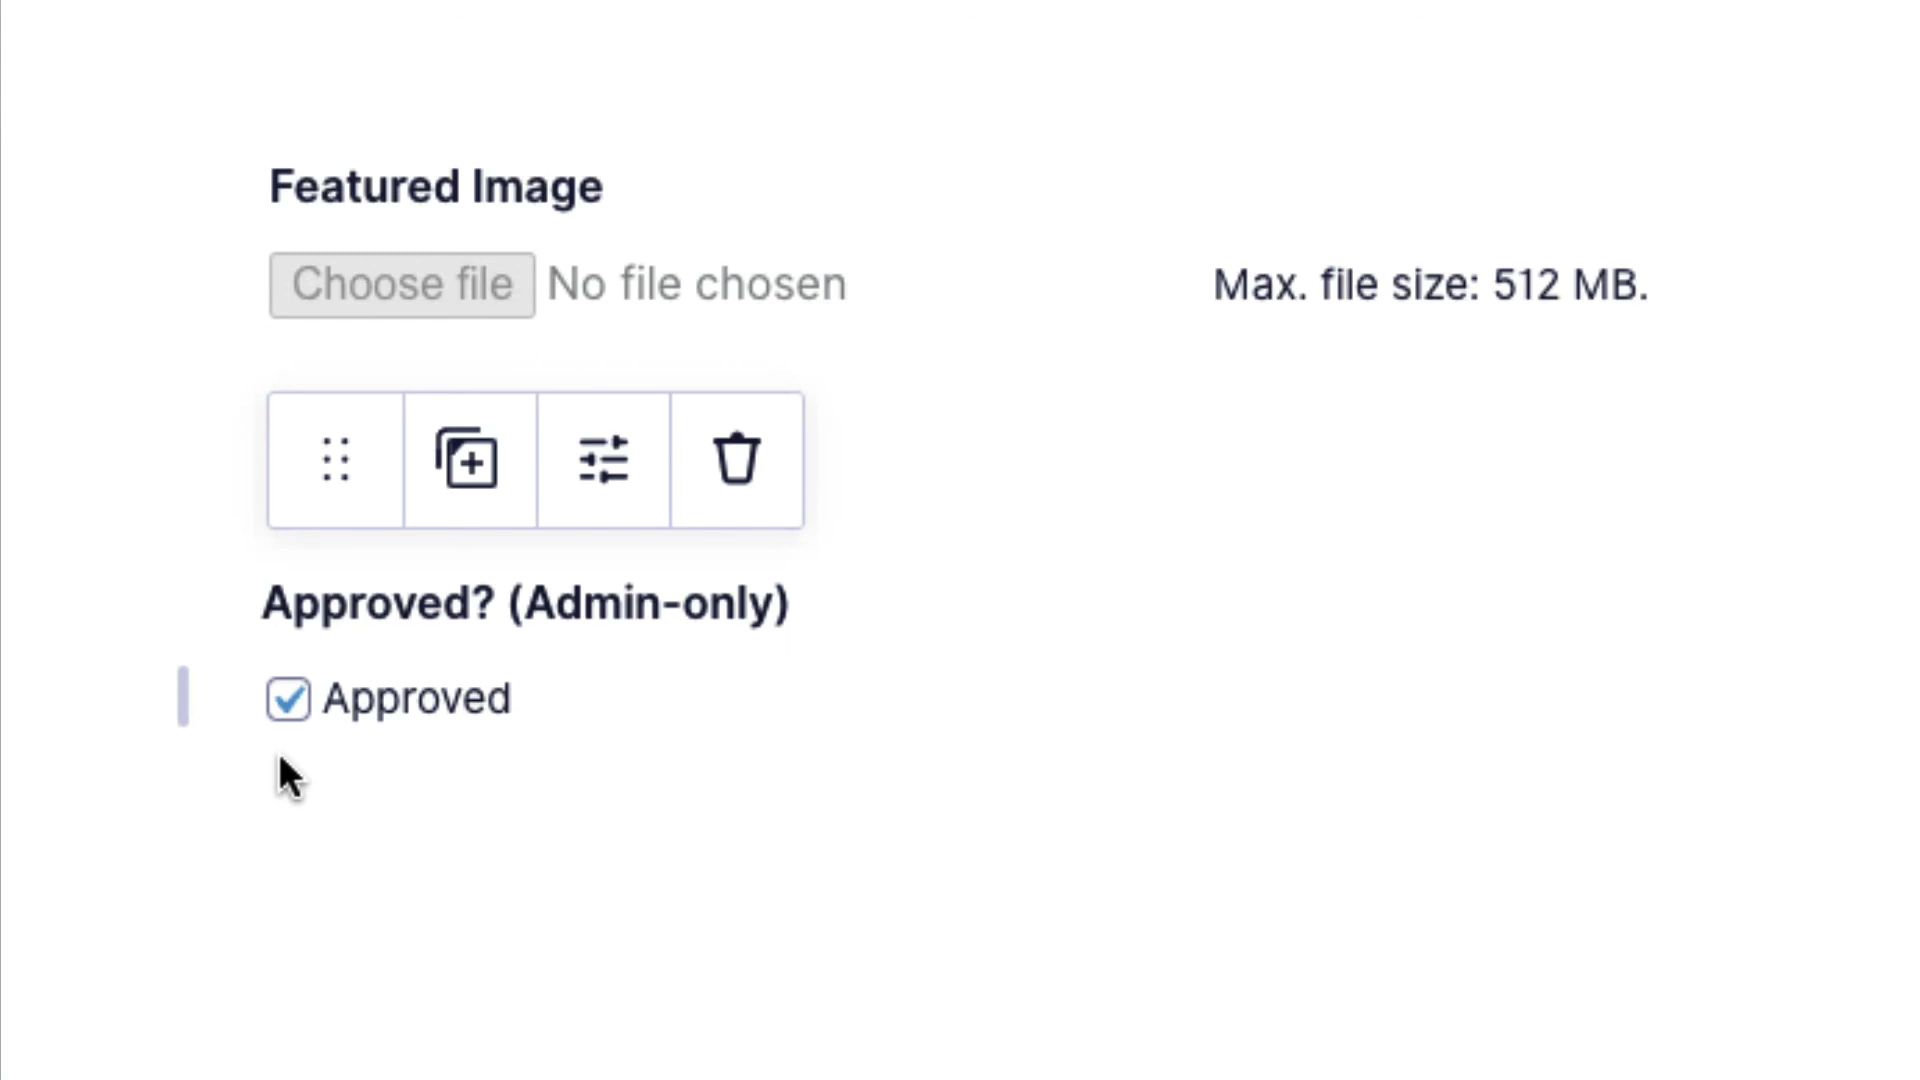 Featured Image
Choose file No file chosen Max. file size: 512 MB.
Approved? (Admin-only)
Approved